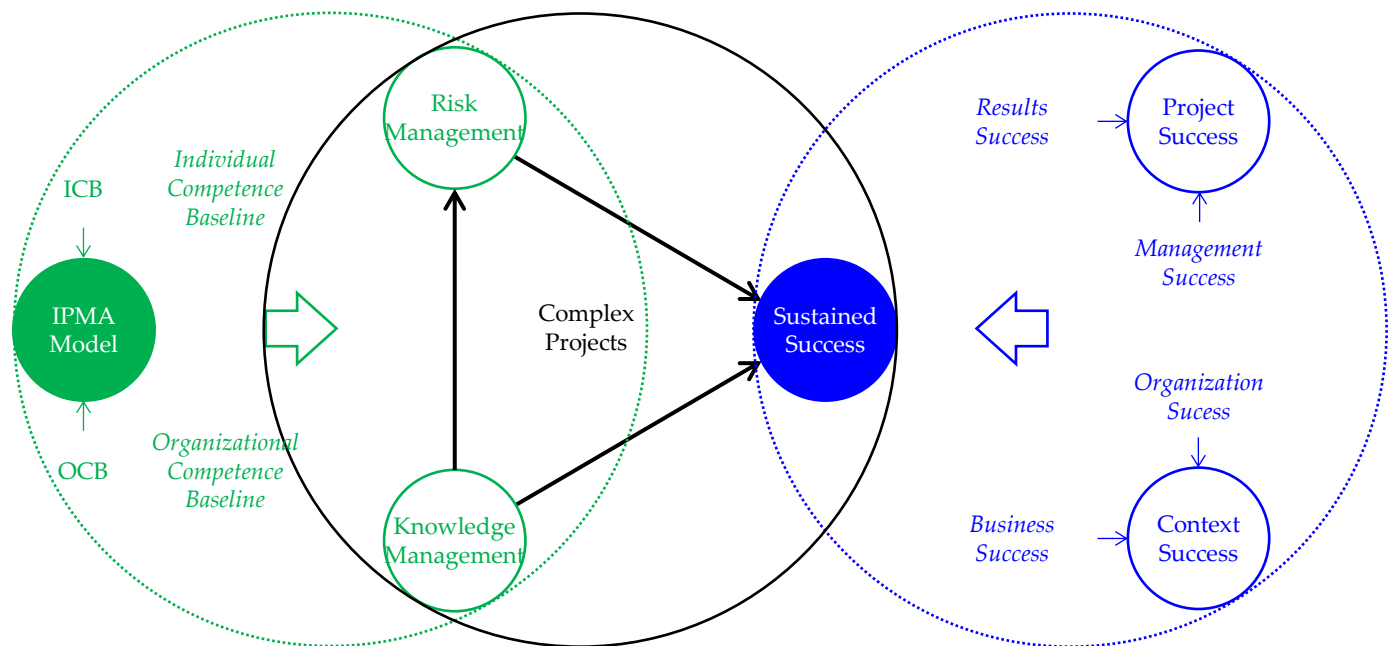 Risk
Management
Results
Success
Project
Success
Individual
Competence
Baseline
ICB
Management
Success
IPMA
Model
Complex
Projects
Sustained
Success
Organization
Sucess
Organizational
Competence
Baseline
OCB
Knowledge
Management
Business
Success
Context
Success